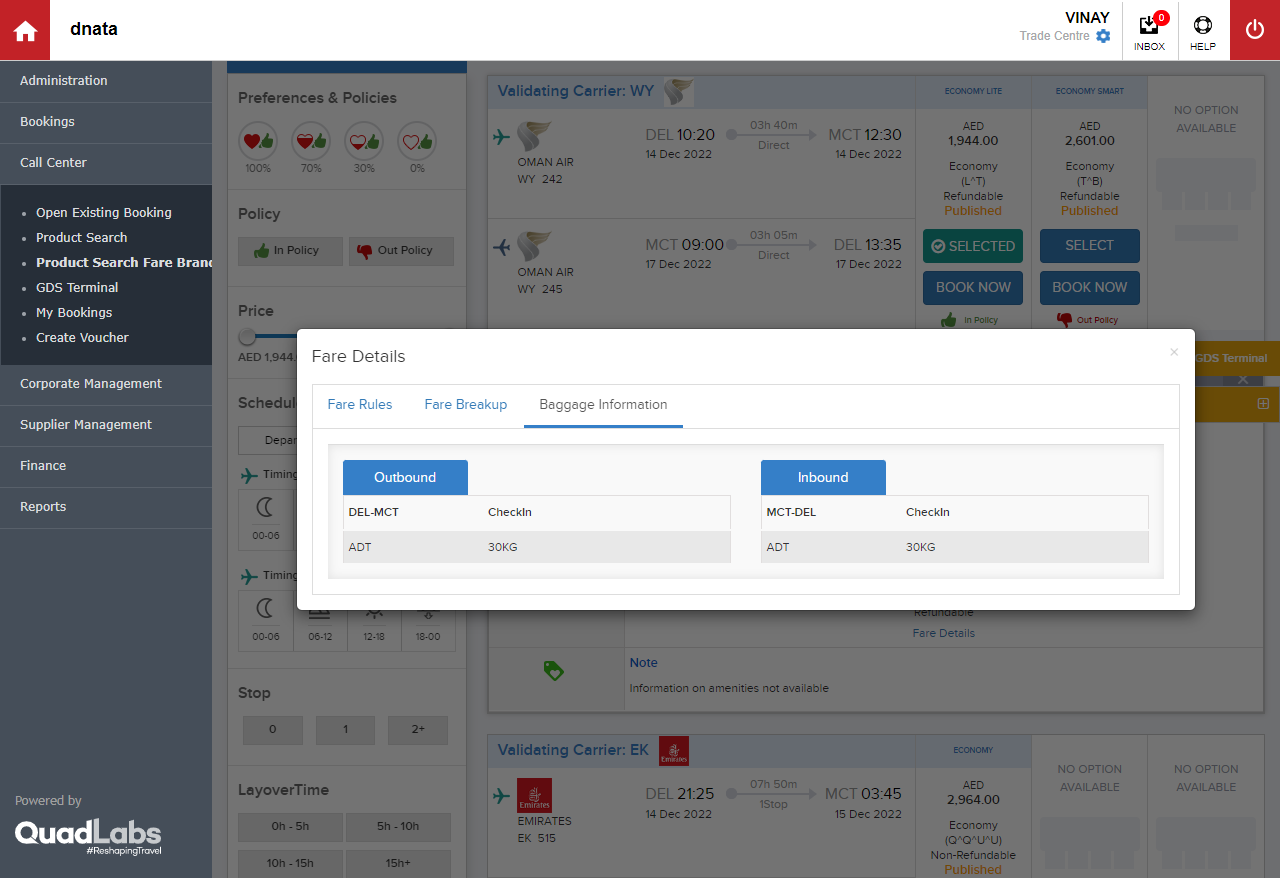 dnata
VINAY
Trade Centre
0
INBOX
HELP
Administration
Bookings
Call Center
Open Existing Booking
Product Search
Product Search Fare Brand
GDS Terminal
My Bookings
Create Voucher
Corporate Management
Supplier Management
Finance
Reports
Powered by
QuadLabs
#ReshapingTravel
Preferences & Policies
100% 70% 30% 0%
Policy
In Policy Out Policy
Price
AED 1,944.
Schedul
Depar
Timing
00-06
Timing
00-06 06-12 12-18 18-00
Stop
0 1 2+
LayoverTime
0h - 5h 5h - 10h
10h - 15h 15h+
Validating Carrier: WY
ECONOMY LITE ECONOMY SMART
NO OPTION
AVAILABLE
OMAN AIR
WY 242
DEL 10:20
14 Dec 2022
03h 40m
Direct
MCT 12:30
14 Dec 2022
OMAN AIR
WY 245
MCT 09:00
17 Dec 2022
03h 05m
Direct
DEL 13:35
17 Dec 2022
AED
1,944.00
Economy
(L^T)
Refundable
Published
SELECTED
BOOK NOW
In Policy
AED
2,601.00
Economy
(T^B)
Refundable
Published
SELECT
BOOK NOW
Out Policy
GDS Terminal
Fare Details
×
Fare Rules Fare Breakup Baggage Information
Outbound
DEL-MCT CheckIn
ADT 30KG
Inbound
MCT-DEL CheckIn
ADT 30KG
Refundable
Fare Details
Note
Information on amenities not available
Validating Carrier: EK
Emirates
ECONOMY
Emirates
EMIRATES
EK 515
DEL 21:25
14 Dec 2022
07h 50m
1Stop
MCT 03:45
15 Dec 2022
AED
2,964.00
Economy
(Q^Q^U^U)
Non-Refundable
Published
NO OPTION
AVAILABLE
NO OPTION
AVAILABLE